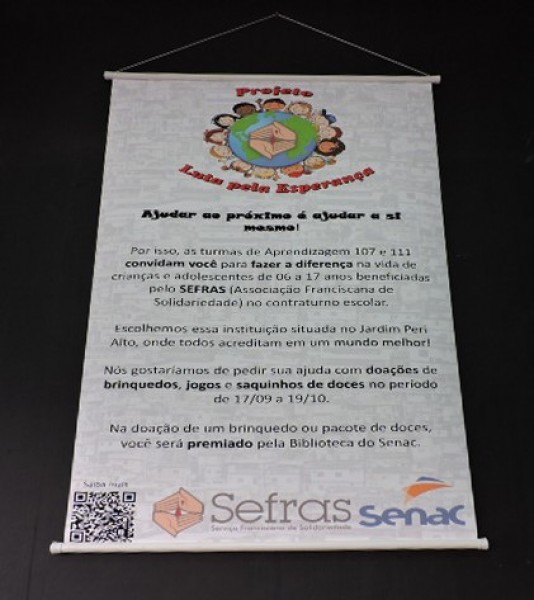 Projeto
Luta pela Esperança
Ajudar ao próximo é ajudar a si
mesmo!
Por isso, as turmas de Aprendizagem 107 e 111
convidam você para fazer a diferença na vida de
crianças e adolescentes de 06 a 17 anos beneficiadas
pelo SEFRAS (Associação Franciscana de
Solidariedade) no contraturno escolar.
Escolhemos essa instituição situada no Jardim Peri
Alto, onde todos acreditam em um mundo melhor!
Nós gostaríamos de pedir sua ajuda com doações de
brinquedos, jogos e saquinhos de doces no período
de 17/09 a 19/10.
Na doação de um brinquedo ou pacote de doces,
você será premiado pela Biblioteca do Senac.
Saiba mais
Sefras
Serviço Franciscano de Solidariedade
senac